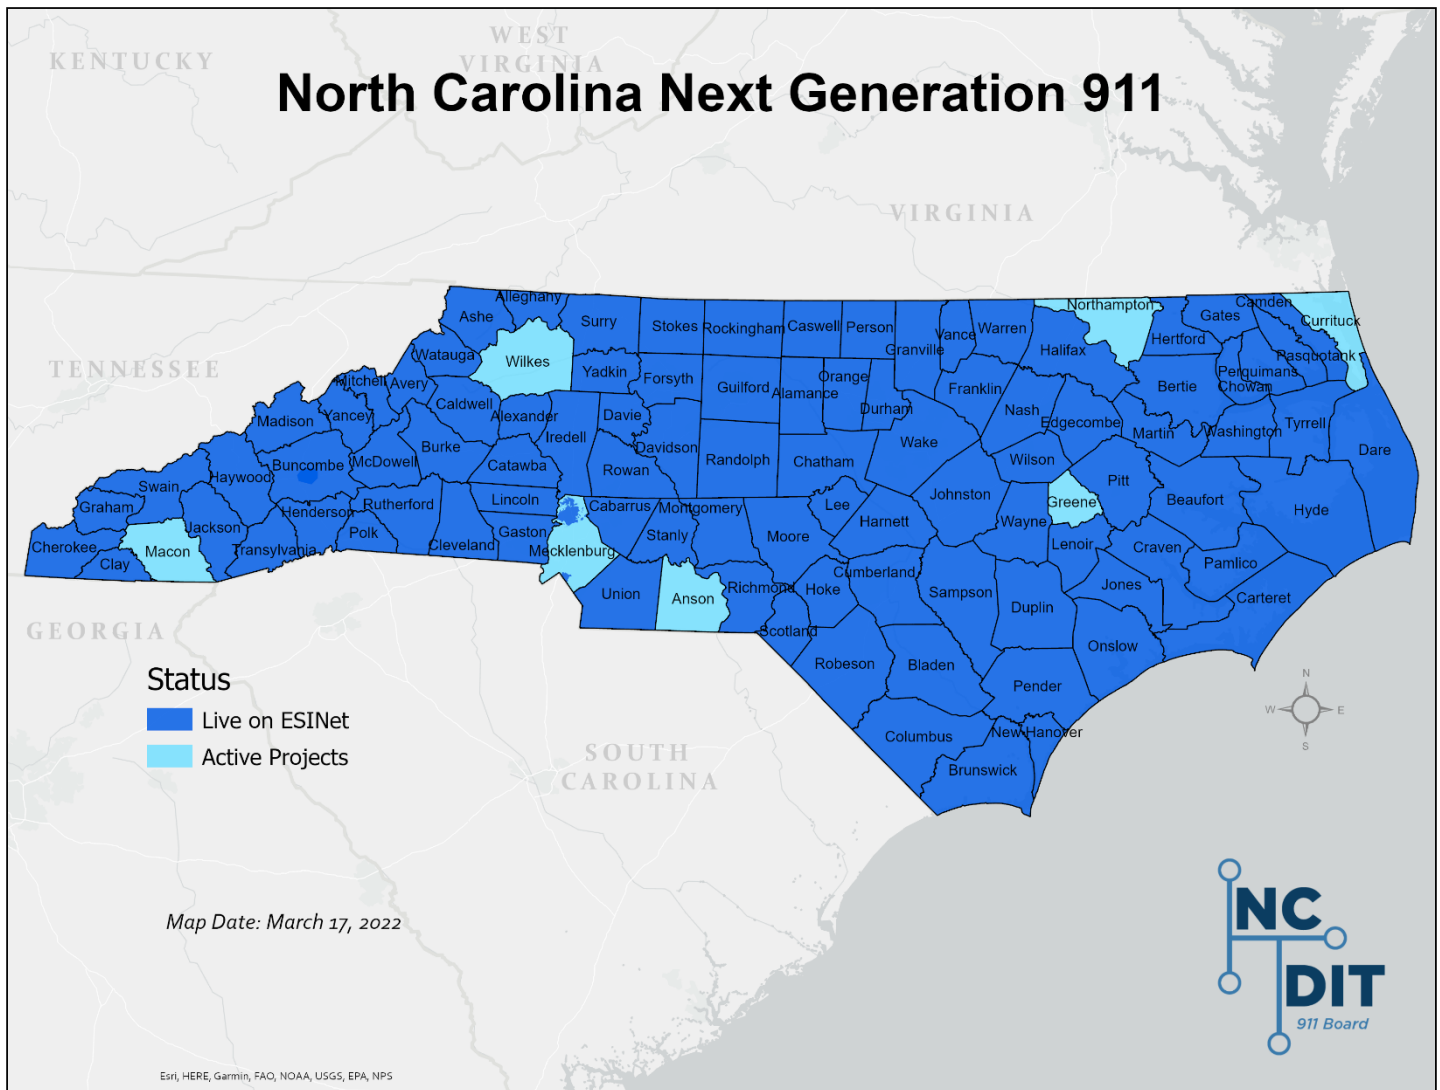 KENTUCKY
WEST
VIRGINIA
North Carolina Next Generation 911
VIRGINIA
TENNESSEE
Alleghany
Ashe
Surry
Stokes
Rockingham
Caswell
Person
Granville
Vance
Warren
Northampton
Halifax
Hertford
Gates
Camden
Currituck
Pasquotank
Perquimans
Chowan
Bertie
Watauga
Wilkes
Yadkin
Forsyth
Guilford
Alamance
Orange
Durham
Franklin
Nash
Edgecombe
Martin
Washington
Tyrrell
Dare
Mitchell
Avery
Caldwell
Alexander
Iredell
Davie
Davidson
Madison
Yancey
Burke
McDowell
Buncombe
Haywood
Swain
Graham
Catawba
Rowan
Randolph
Chatham
Wake
Wilson
Pitt
Greene
Beaufort
Hyde
Johnston
Wayne
Lenoir
Craven
Pamlico
Lincoln
Cabarrus
Montgomery
Stanly
Moore
Lee
Harnett
Rutherford
Henderson
Polk
Cleveland
Gaston
Mecklenburg
Jackson
Transylvania
Macon
Cherokee
Clay
Union
Anson
Richmond
Hoke
Cumberland
Sampson
Duplin
Jones
Carteret
Onslow
Scotland
Robeson
Bladen
Pender
Columbus
New Hanover
Brunswick
GEORGIA
SOUTH
CAROLINA
Status
Live on ESINet
Active Projects
N
W
E
S
Map Date: March 17, 2022
NC
DIT
911 Board
Esri, HERE, Garmin, FAO, NOAA, USGS, EPA, NPS